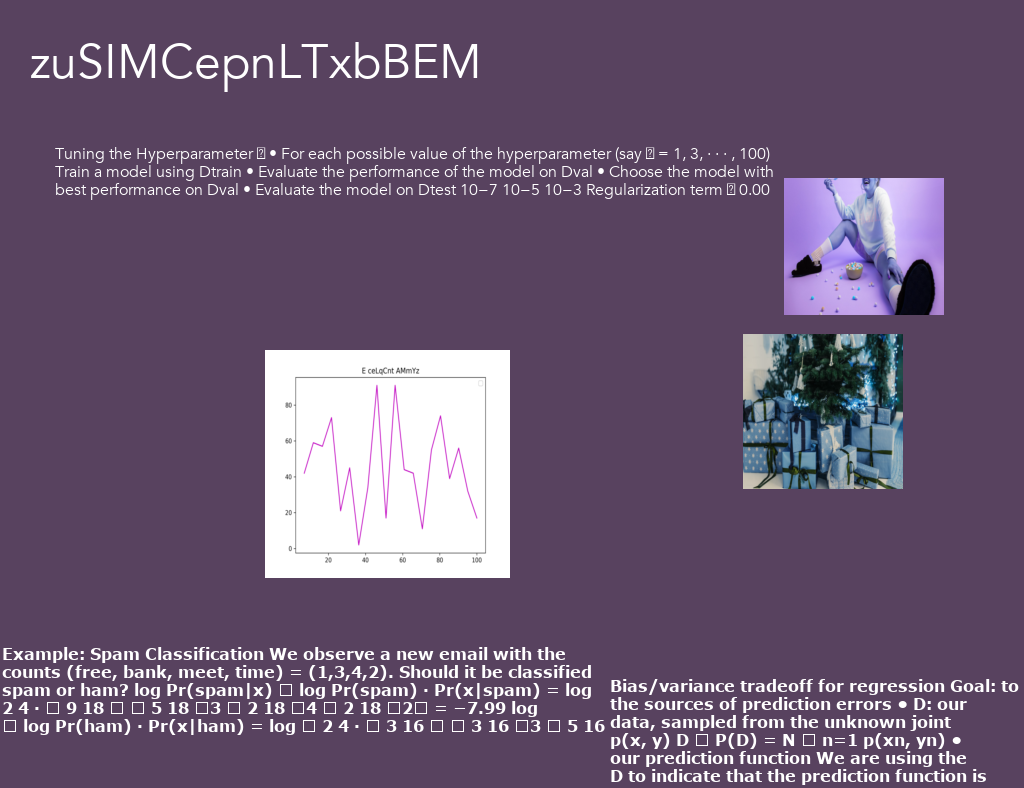 zuSIMCepnLTxbBEM
Tuning the Hyperparameter ⍰ • For each possible value of the hyperparameter (say ⍰ = 1, 3, · · · , 100)
Train a model using Dtrain • Evaluate the performance of the model on Dval • Choose the model with
best performance on Dval • Evaluate the model on Dtest 10−7 10−5 10−3 Regularization term ⍰ 0.00
E ceLqCnt AMmYz
80
60
40
20
0
20 40 60 80 100
Example: Spam Classification We observe a new email with the
counts (free, bank, meet, time) = (1,3,4,2). Should it be classified
spam or ham? log Pr(spam|x) □ log Pr(spam) · Pr(x|spam) = log
2 4 · □ 9 18 □ □ 5 18 □3 □ 2 18 □4 □ 2 18 □2□ = −7.99 log
□ log Pr(ham) · Pr(x|ham) = log □ 2 4 · □ 3 16 □ □ 3 16 □3 □ 5 16
Bias/variance tradeoff for regression Goal: to
the sources of prediction errors • D: our
data, sampled from the unknown joint
p(x, y) D □ P(D) = N □ n=1 p(xn, yn) •
our prediction function We are using the
D to indicate that the prediction function is